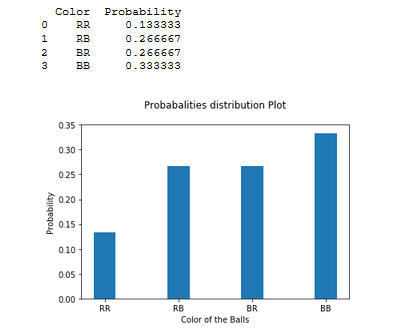 Color Probability
0 RR 0.133333
1 RB 0.266667
2 BR 0.266667
3 BB 0.333333
Probabalities distribution Plot
0.35
0.30
0.25
0.20
0.15
0.10
0.05
0.00
Probability
RR RB BR BB
Color of the Balls